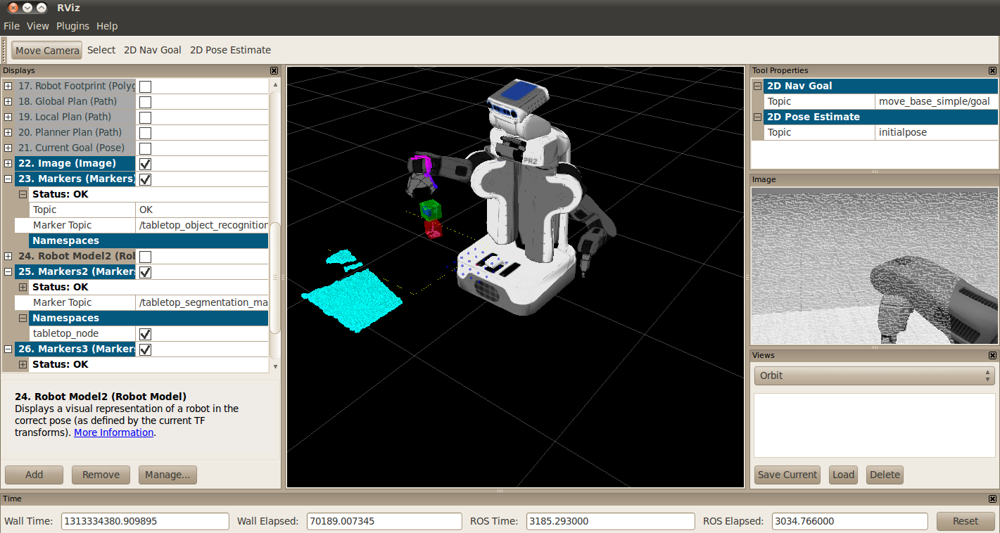 RViz
File View Plugins Help
Move Camera Select 2D Nav Goal 2D Pose Estimate
Displays
17. Robot Footprint (Polyg
18. Global Plan (Path)
19. Local Plan (Path)
20. Planner Plan (Path)
21. Current Goal (Pose)
22. Image (Image)
23. Markers (Markers)
Status: OK
Topic OK
Marker Topic /tabletop_object_recognition
Namespaces
24. Robot Model2 (Rob
25. Markers2 (Markers
Status: OK
Marker Topic /tabletop_segmentation_ma
Namespaces
tabletop_node
26. Markers3 (Markers
Status: OK
24. Robot Model2 (Robot Model)
Displays a visual representation of a robot in the
correct pose (as defined by the current TF
transforms). More Information.
Add Remove Manage...
PR2
Tool Properties
2D Nav Goal
Topic move_base_simple/goal
2D Pose Estimate
Topic initialpose
Image
Views
Orbit
Save Current Load Delete
Time
Wall Time: 1313334380.909895 Wall Elapsed: 70189.007345 ROS Time: 3185.293000 ROS Elapsed: 3034.766000 Reset